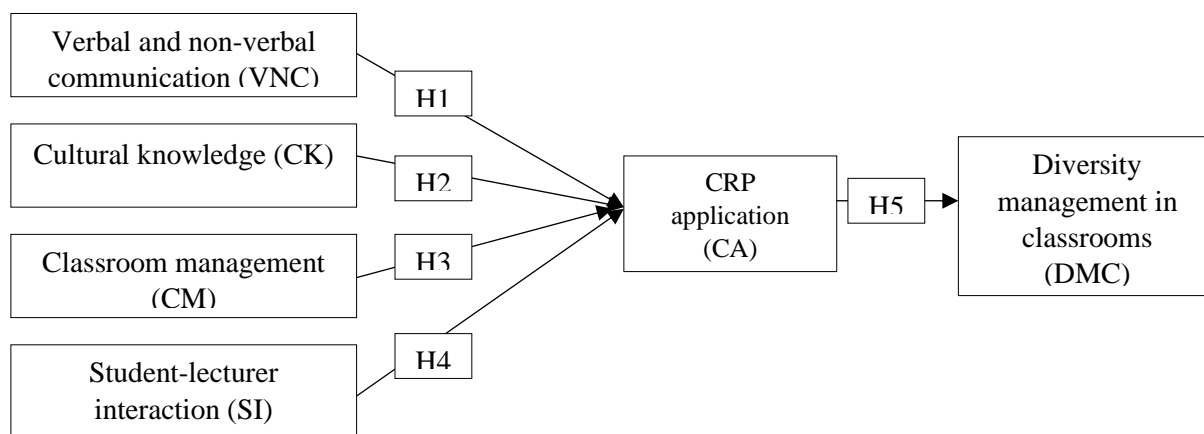 Verbal and non-verbal
communication (VNC)
H1
Cultural knowledge (CK)
H2
Classroom management
(CM)
H3
Student-lecturer
interaction (SI)
H4
CRP
application
(CA)
H5
Diversity
management in
classrooms
(DMC)